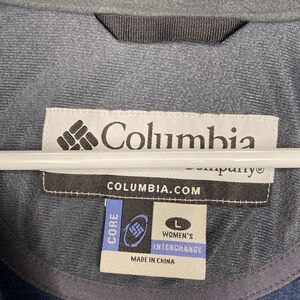 Columbia
Company®
COLUMBIA.COM
CORE
L
WOMEN'S
INTERCHANGE
MADE IN CHINA